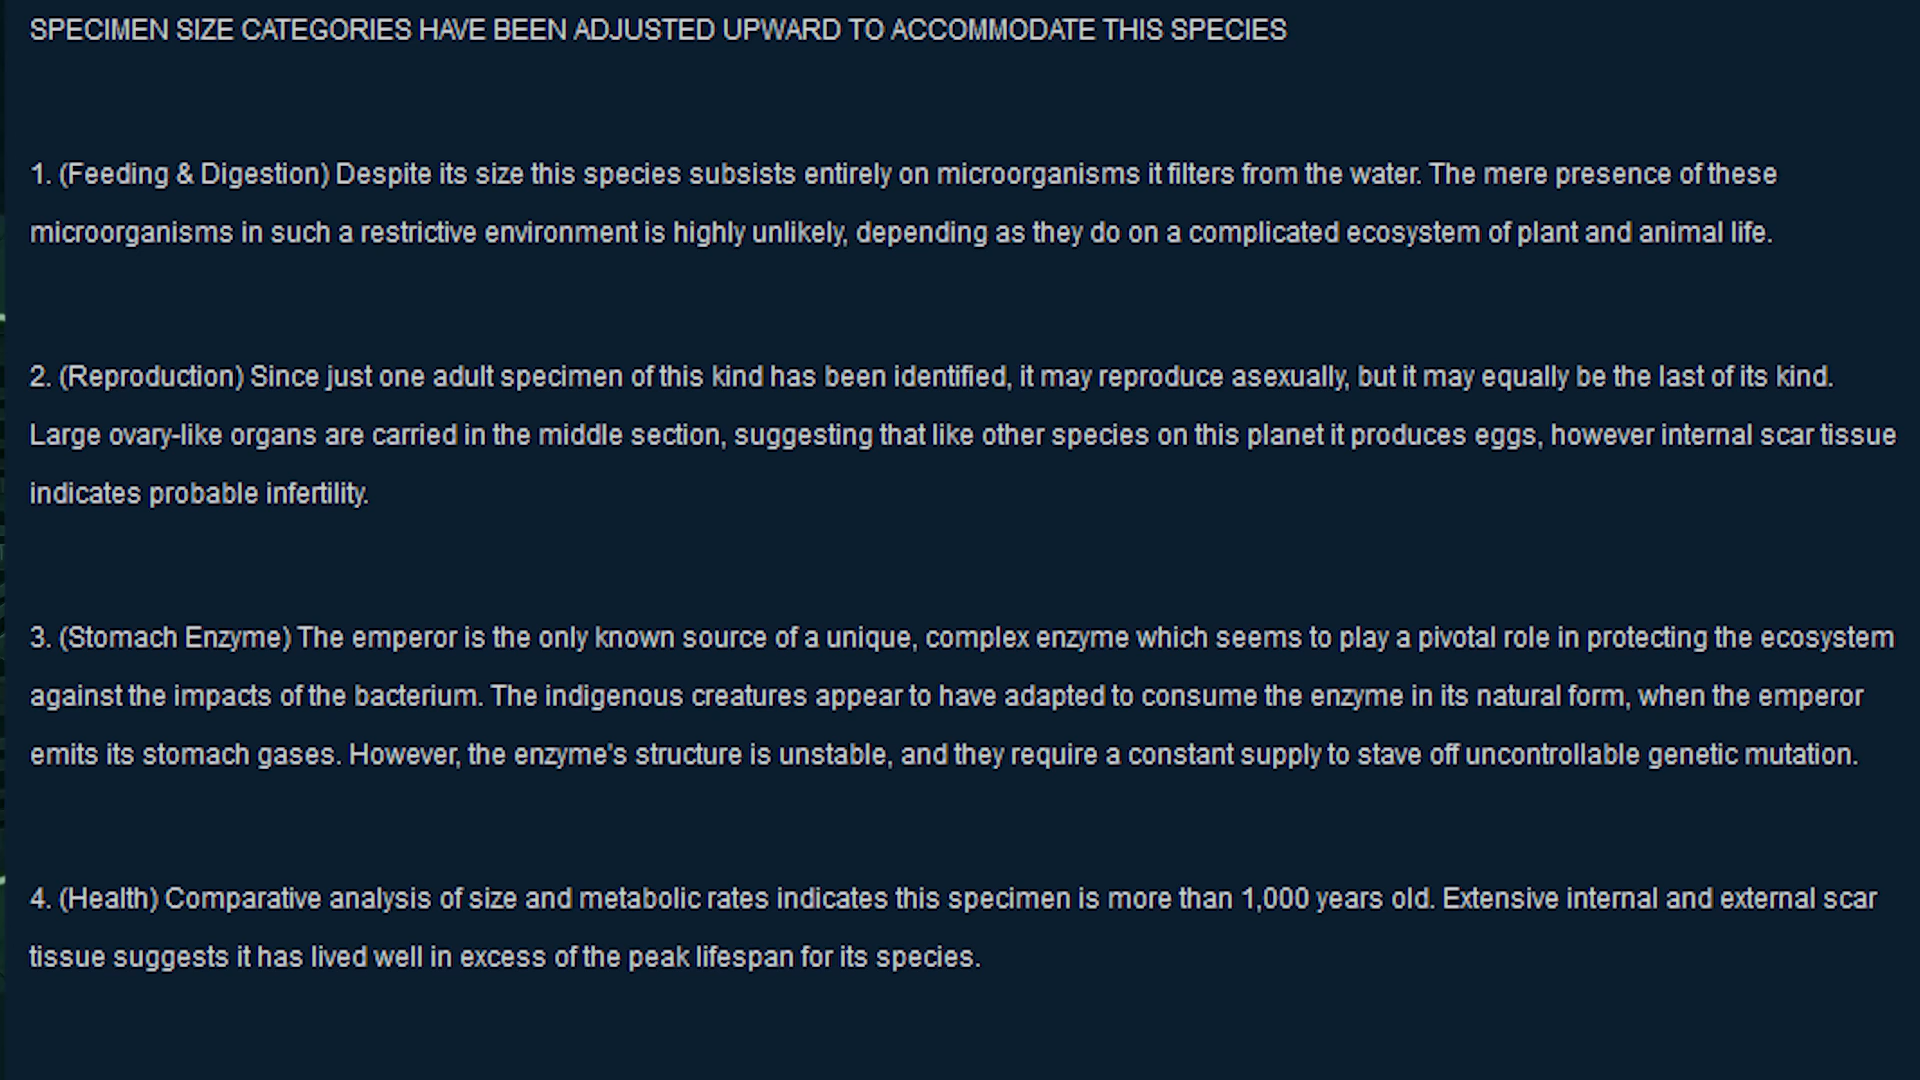 SPECIMEN SIZE CATEGORIES HAVE BEEN ADJUSTED UPWARD TO ACCOMMODATE THIS SPECIES
1. (Feeding & Digestion) Despite its size this species subsists entirely on microorganisms it filters from the water. The mere presence of these
microorganisms in such a restrictive environment is highly unlikely, depending as they do on a complicated ecosystem of plant and animal life.
2. (Reproduction) Since just one adult specimen of this kind has been identified, it may reproduce asexually, but it may equally be the last of its kind.
Large ovary-like organs are carried in the middle section, suggesting that like other species on this planet it produces eggs, however internal scar tissue
indicates probable infertility.
3. (Stomach Enzyme) The emperor is the only known source of a unique, complex enzyme which seems to play a pivotal role in protecting the ecosystem
against the impacts of the bacterium. The indigenous creatures appear to have adapted to consume the enzyme in its natural form, when the emperor
emits its stomach gases. However, the enzyme's structure is unstable, and they require a constant supply to stave off uncontrollable genetic mutation.
4. (Health) Comparative analysis of size and metabolic rates indicates this specimen is more than 1,000 years old. Extensive internal and external scar
tissue suggests it has lived well in excess of the peak lifespan for its species.